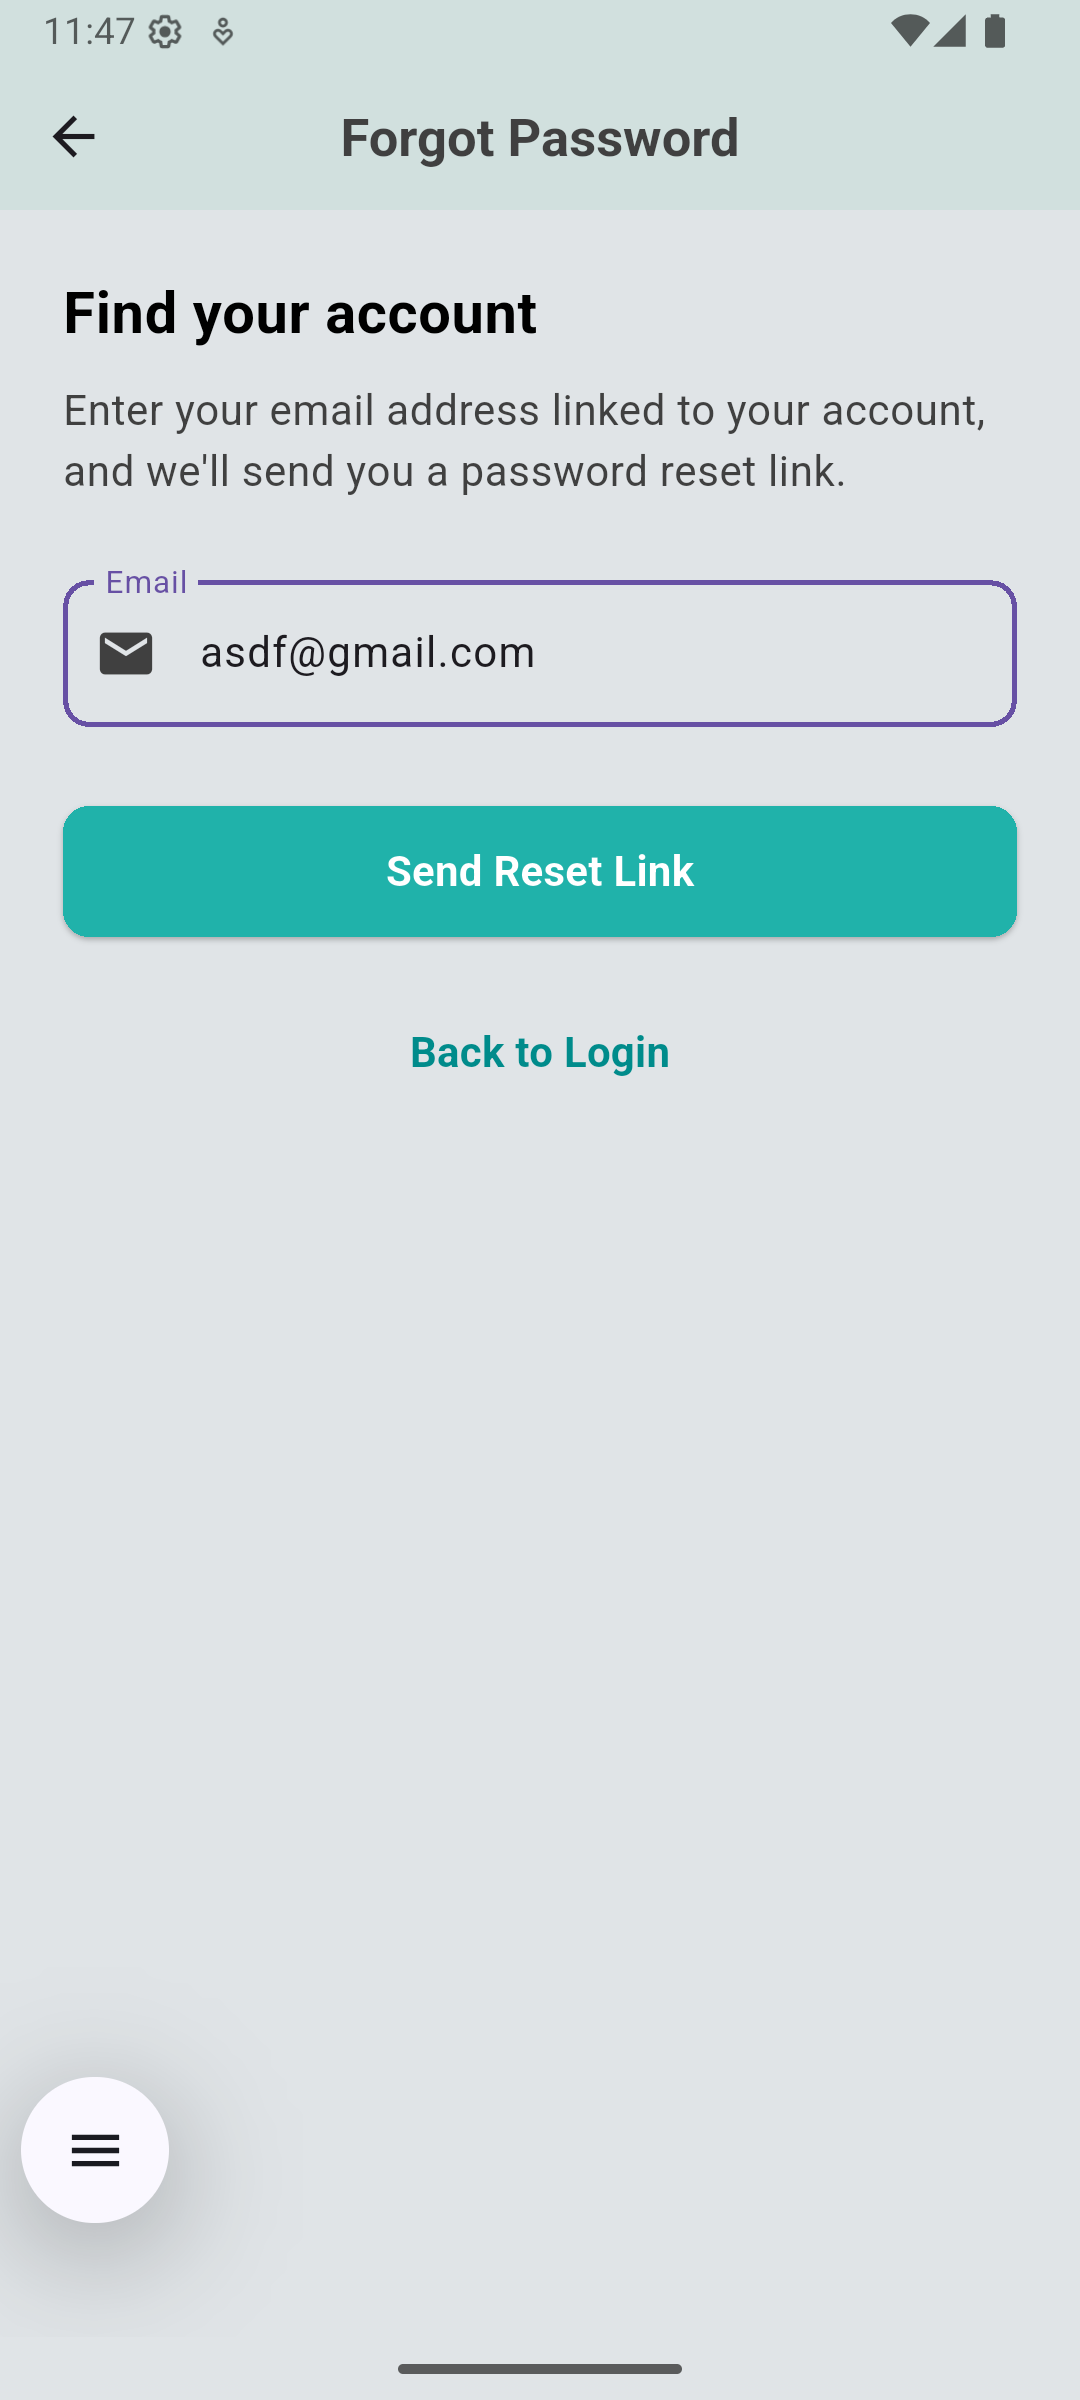 11:47
Forgot Password
Find your account
Enter your email address linked to your account,
and we'll send you a password reset link.
Email
asdf@gmail.com
Send Reset Link
Back to Login